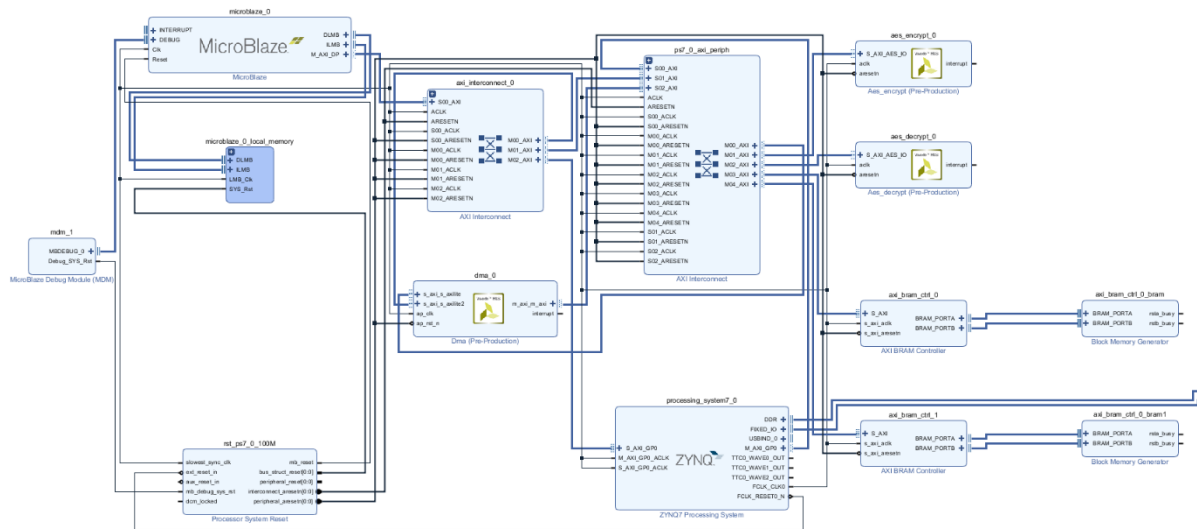 microblaze_0
INTERRUPT
DEBUG
Clk
Reset
MicroBlaze
DLMB
ILMB
M_AXI_DP
MicroBlaze
microblaze_0_local_memory
DLMB
ILMB
LMB_Clk
SYS_Rst
mdm_1
MBDEBUG_0
Debug_SYS_Rst
MicroBlaze Debug Module (MDM)
rst_ps7_0_100M
slowest_sync_clk
ext_reset_in
aux_reset_in
mb_debug_sys_rst
dcm_locked
mb_reset
bus_struct_reset[0:0]
peripheral_reset[0:0]
interconnect_aresetn[0:0]
peripheral_aresetn[0:0]
Processor System Reset
axi_interconnect_0
S00_AXI
ACLK
ARESETN
S00_ACLK
S00_ARESETN
M00_ACLK
M00_ARESETN
M01_ACLK
M01_ARESETN
M02_ACLK
M02_ARESETN
M00_AXI
M01_AXI
M02_AXI
AXI Interconnect
dma_0
s_axi_s_axilite
s_axi_s_axilite2
ap_clk
ap_rst_n
m_axi_m_axi
interrupt
Dma (Pre-Production)
ps7_0_axi_periph
S00_AXI
S01_AXI
S02_AXI
ACLK
ARESETN
S00_ACLK
S00_ARESETN
M00_ACLK
M00_ARESETN
M01_ACLK
M01_ARESETN
M02_ACLK
M02_ARESETN
M03_ACLK
M03_ARESETN
M04_ACLK
M04_ARESETN
S01_ACLK
S01_ARESETN
S02_ACLK
S02_ARESETN
M00_AXI
M01_AXI
M02_AXI
M03_AXI
M04_AXI
AXI Interconnect
processing_system7_0
S_AXI_GP0
M_AXI_GP0_ACLK
S_AXI_GP0_ACLK
ZYNQ
DDR
FIXED_IO
USBIND_0
M_AXI_GP0
TTC0_WAVE0_OUT
TTC0_WAVE1_OUT
TTC0_WAVE2_OUT
FCLK_CLK0
FCLK_RESET0_N
ZYNQ7 Processing System
aes_encrypt_0
S_AXI_AES_IO
aclk
aresetn
interrupt
Aes_encrypt (Pre-Production)
aes_decrypt_0
S_AXI_AES_IO
aclk
aresetn
interrupt
Aes_decrypt (Pre-Production)
axi_bram_ctrl_0
S_AXI
s_axi_aclk
s_axi_aresetn
BRAM_PORTA
BRAM_PORTB
AXI BRAM Controller
axi_bram_ctrl_0_bram
BRAM_PORTA
BRAM_PORTB
rsta_busy
rstb_busy
Block Memory Generator
axi_bram_ctrl_1
S_AXI
s_axi_aclk
s_axi_aresetn
BRAM_PORTA
BRAM_PORTB
AXI BRAM Controller
axi_bram_ctrl_0_bram1
BRAM_PORTA
BRAM_PORTB
rsta_busy
rstb_busy
Block Memory Generator